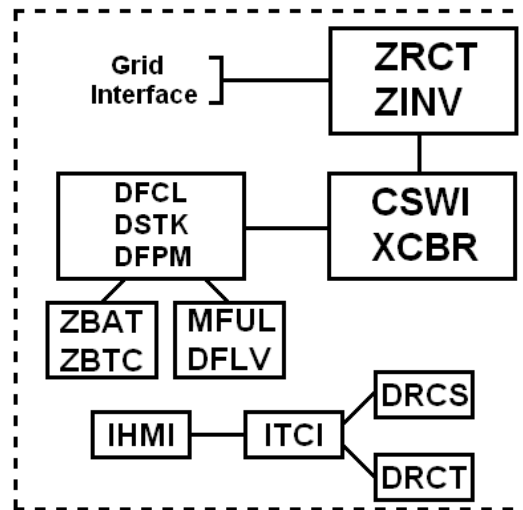 Grid
Interface
ZRCT
ZINV
DFCL
DSTK
DFPM
CSWI
XCBR
ZBAT
ZBTC
MFUL
DFLV
IHMI
ITCI
DRCS
DRCT